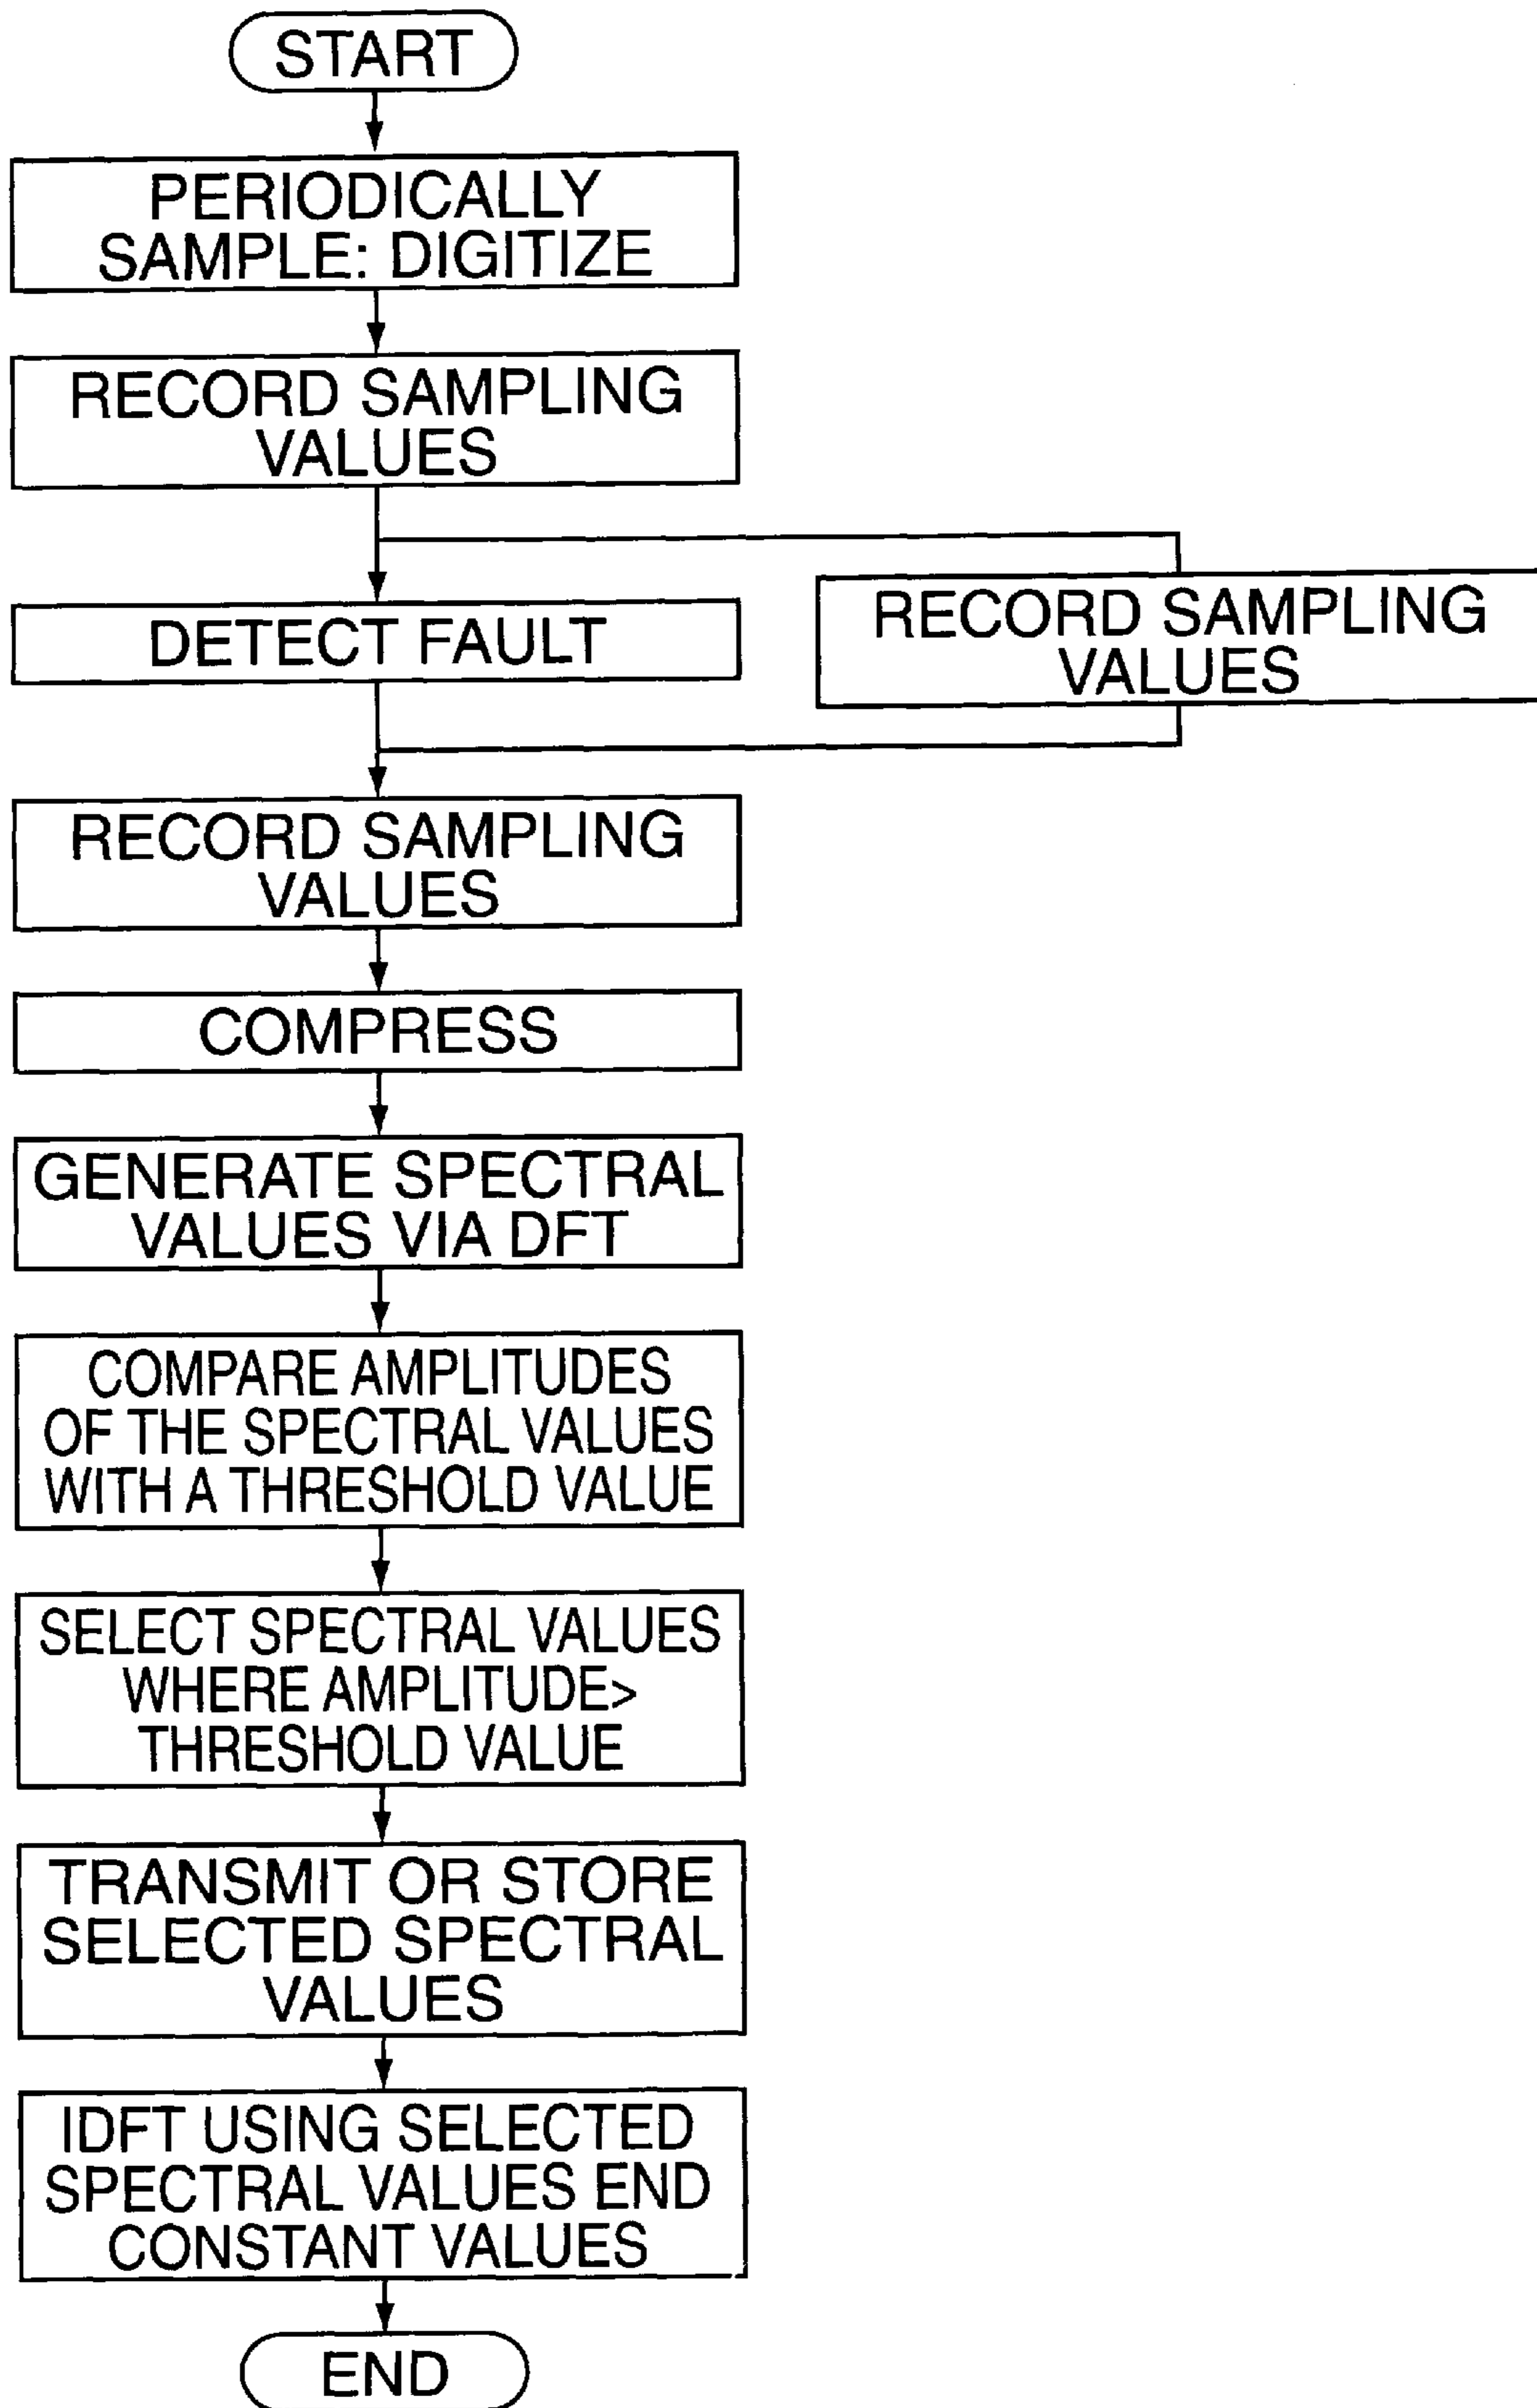 START
PERIODICALLY
SAMPLE: DIGITIZE
RECORD SAMPLING
VALUES
DETECT FAULT
RECORD SAMPLING
VALUES
RECORD SAMPLING
VALUES
COMPRESS
GENERATE SPECTRAL
VALUES VIA DFT
COMPARE AMPLITUDES
OF THE SPECTRAL VALUES
WITH A THRESHOLD VALUE
SELECT SPECTRAL VALUES
WHERE AMPLITUDE>
THRESHOLD VALUE
TRANSMIT OR STORE
SELECTED SPECTRAL
VALUES
IDFT USING SELECTED
SPECTRAL VALUES END
CONSTANT VALUES
END